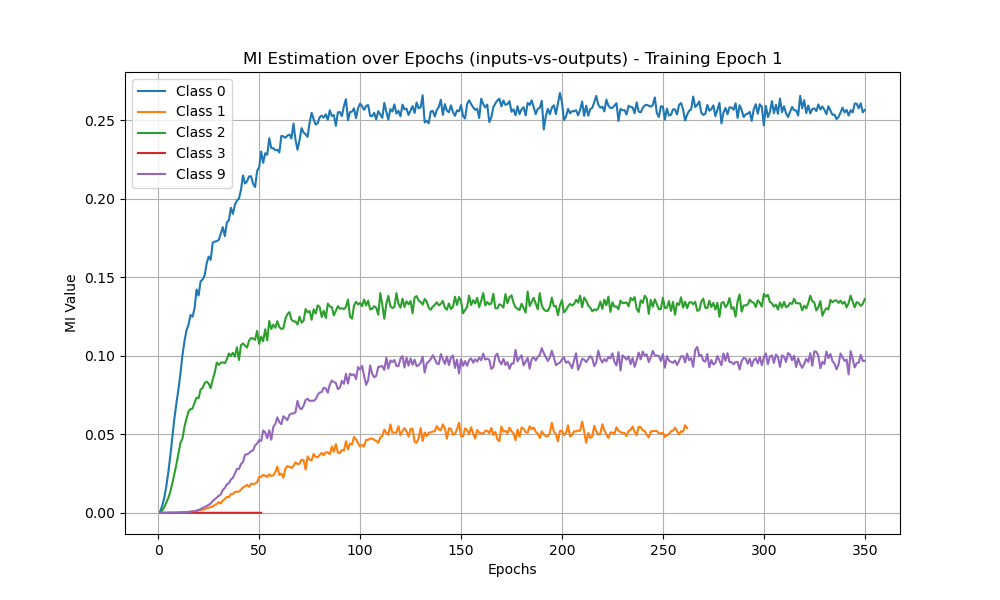 MI Estimation over Epochs (inputs-vs-outputs) - Training Epoch 1
Class 0
Class 1
Class 2
Class 3
Class 9
MI Value
0.25
0.20
0.15
0.10
0.05
0.00
0 50 100 150 200 250 300 350
Epochs